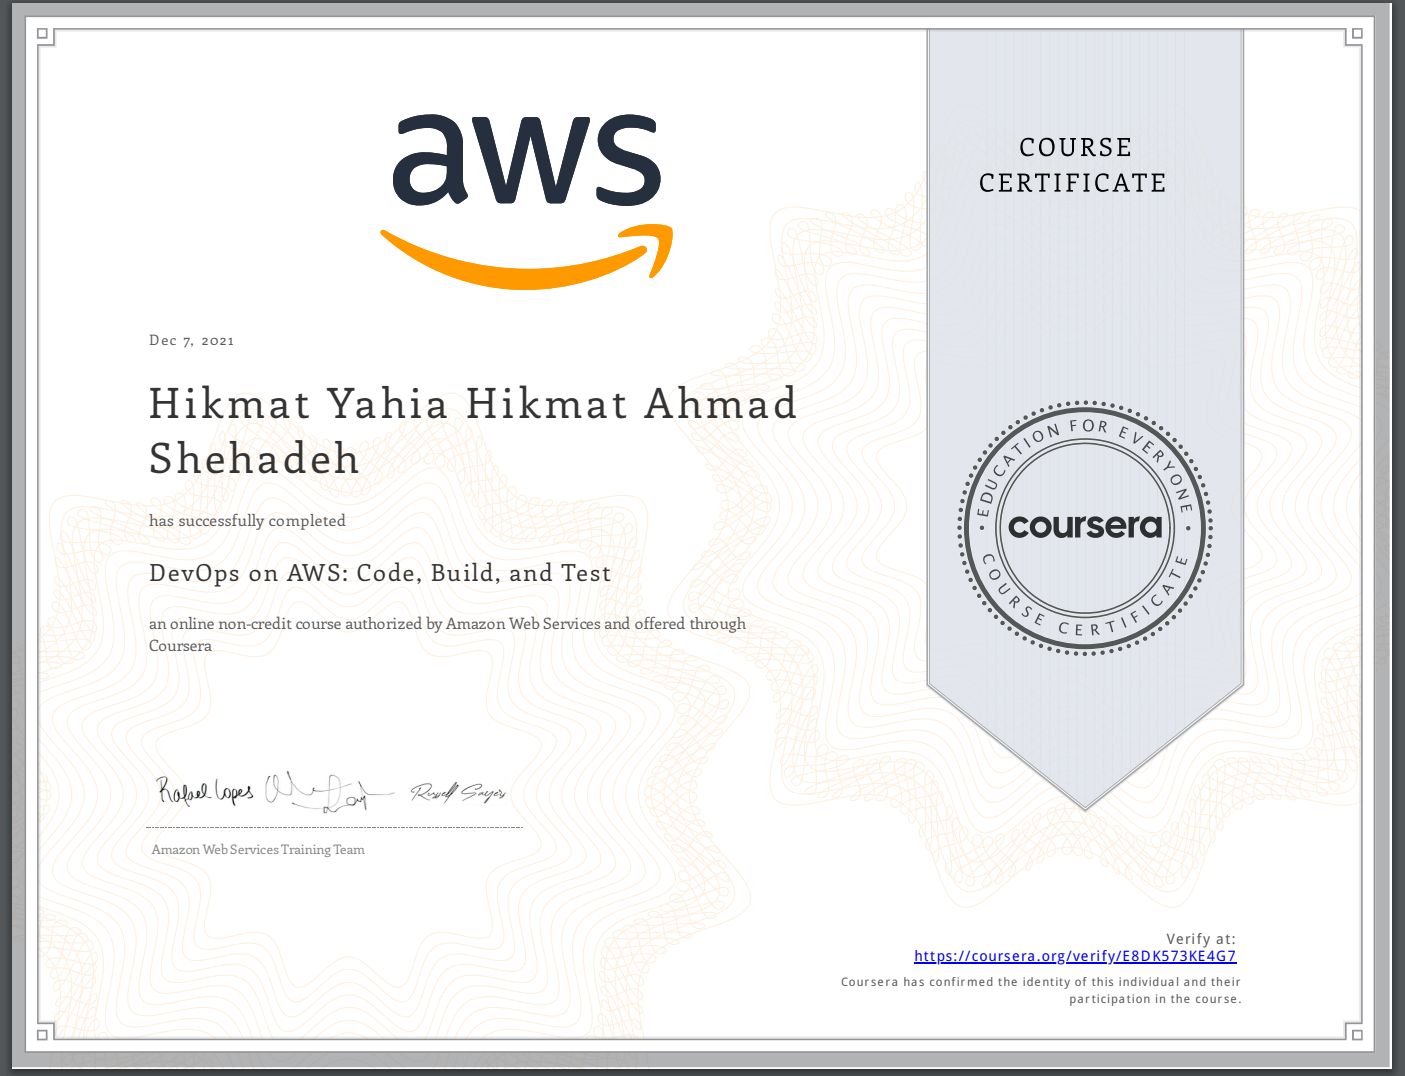 aws
COURSE
CERTIFICATE
Dec 7, 2021
Hikmat Yahia Hikmat Ahmad
Shehadeh
has successfully completed
DevOps on AWS: Code, Build, and Test
an online non-credit course authorized by Amazon Web Services and offered through
Coursera
EDUCATION FOR EVERYONE
coursera
COURSE CERTIFICATE
Rafael Lopes
Russell Sayers
Amazon Web Services Training Team
Verify at:
https://coursera.org/verify/E8DK573KE4G7
Coursera has confirmed the identity of this individual and their
participation in the course.